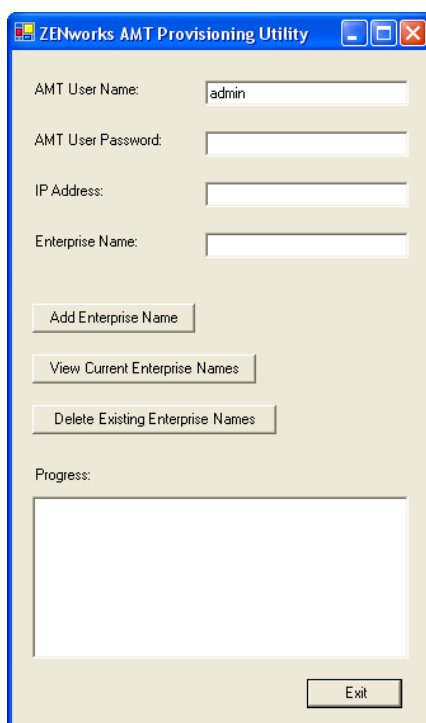 ZENworks AMT Provisioning Utility
AMT User Name:
admin
AMT User Password:
IP Address:
Enterprise Name:
Add Enterprise Name
View Current Enterprise Names
Delete Existing Enterprise Names
Progress:
Exit